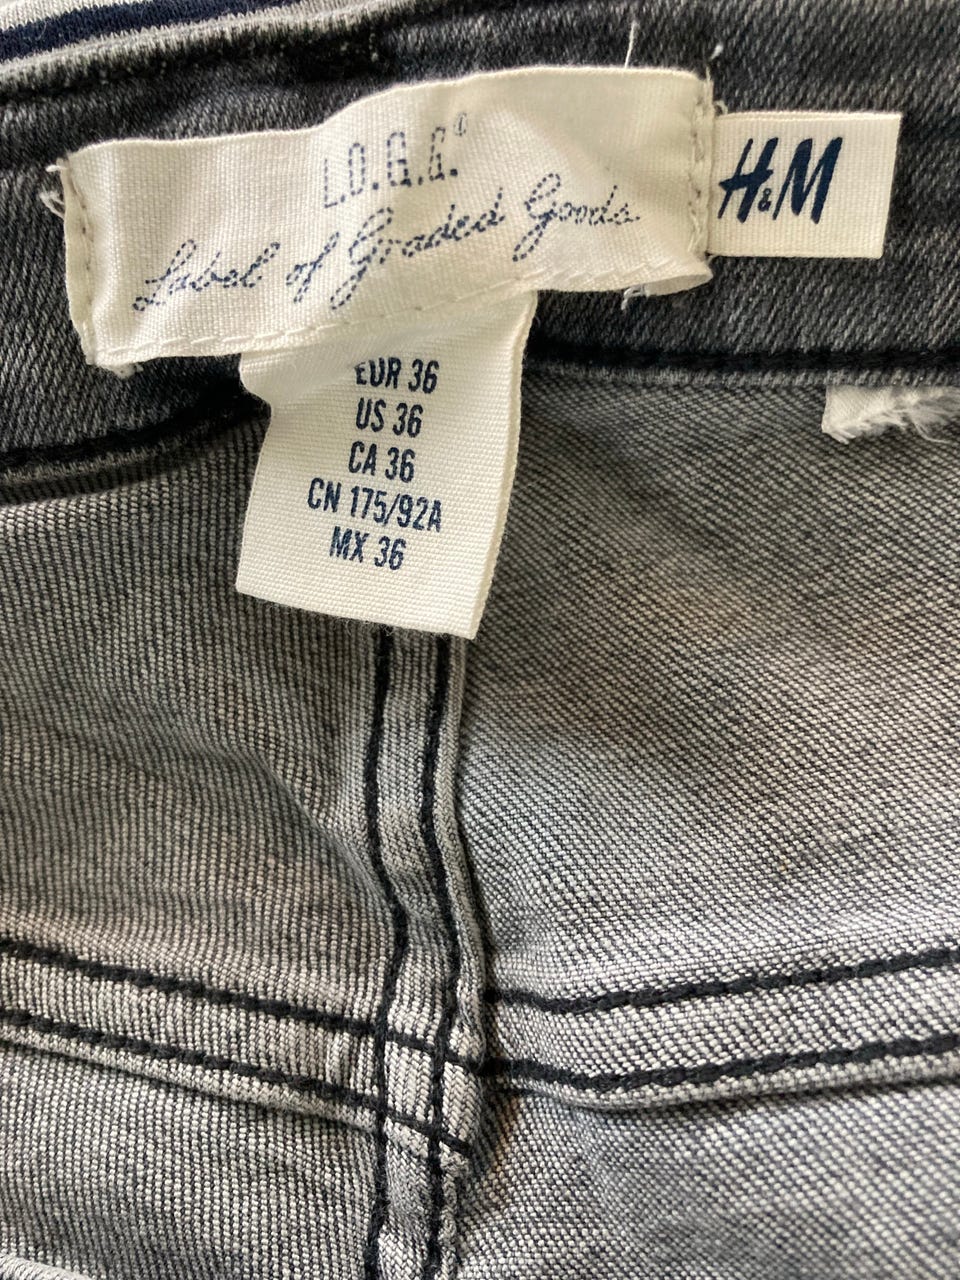 L.O.G.G.®
Label of Graded Goods
H&M
EUR 36
US 36
CA 36
CN 175/92A
MX 36